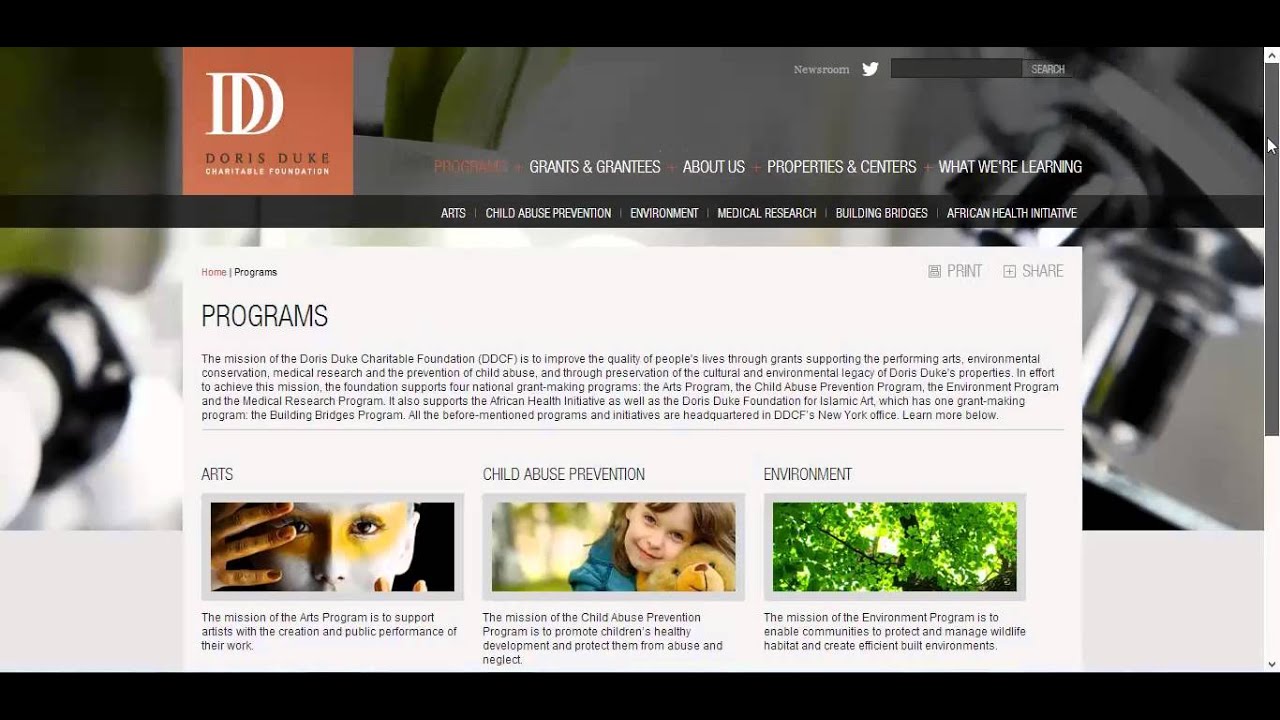 Newsroom
SEARCH
DD
DORIS DUKE
CHARITABLE FOUNDATION
PROGRAMS + GRANTS & GRANTEES + ABOUT US + PROPERTIES & CENTERS + WHAT WE'RE LEARNING
ARTS | CHILD ABUSE PREVENTION | ENVIRONMENT | MEDICAL RESEARCH | BUILDING BRIDGES | AFRICAN HEALTH INITIATIVE
Home | Programs
PRINT
SHARE
PROGRAMS
The mission of the Doris Duke Charitable Foundation (DDCF) is to improve the quality of people's lives through grants supporting the performing arts, environmental
conservation, medical research and the prevention of child abuse, and through preservation of the cultural and environmental legacy of Doris Duke's properties. In effort
to achieve this mission, the foundation supports four national grant-making programs: the Arts Program, the Child Abuse Prevention Program, the Environment Program
and the Medical Research Program. It also supports the African Health Initiative as well as the Doris Duke Foundation for Islamic Art, which has one grant-making
program: the Building Bridges Program. All the before-mentioned programs and initiatives are headquartered in DDCF's New York office. Learn more below.
ARTS
The mission of the Arts Program is to support
artists with the creation and public performance of
their work.
CHILD ABUSE PREVENTION
The mission of the Child Abuse Prevention
Program is to promote children's healthy
development and protect them from abuse and
neglect.
ENVIRONMENT
The mission of the Environment Program is to
enable communities to protect and manage wildlife
habitat and create efficient built environments.